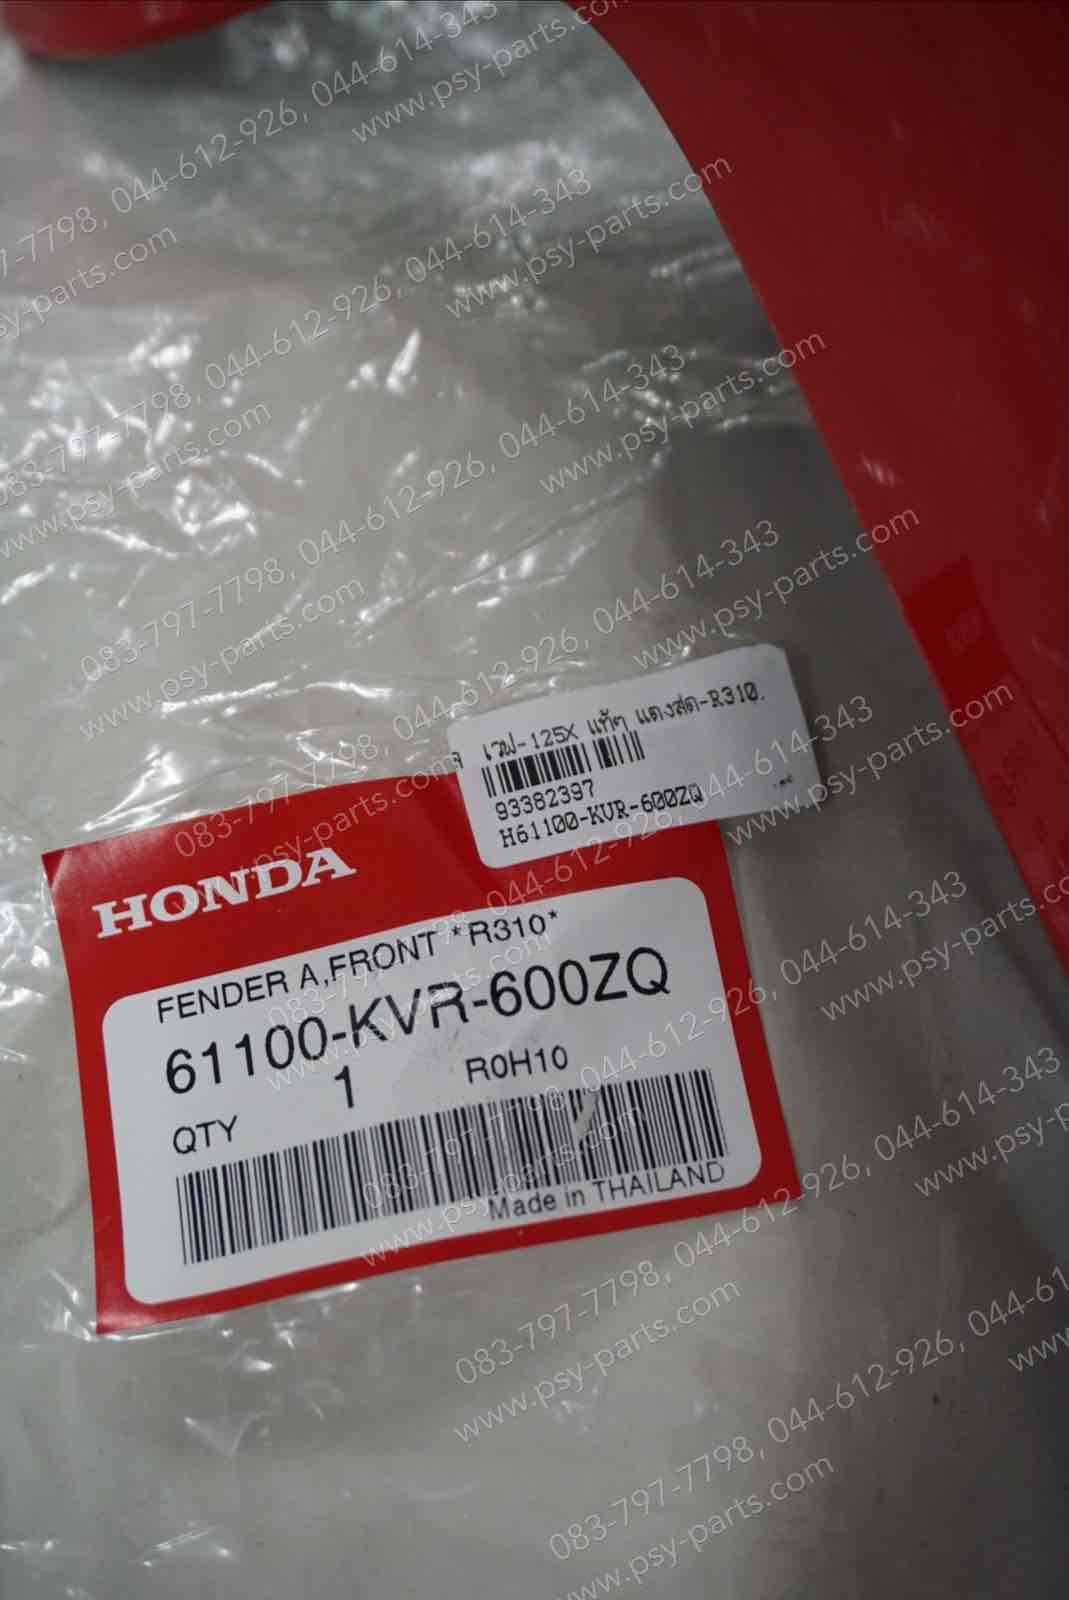 เวฟ-125X แท้ๆ แดงสด-R310.
93382397
H61100-KVR-600ZQ
HONDA
FENDER A,FRONT *R310*
61100-KVR-600ZQ
QTY 1 R0H10
Made in THAILAND
083-797-7798, 044-612-926, 044-614-343
www.psy-parts.com